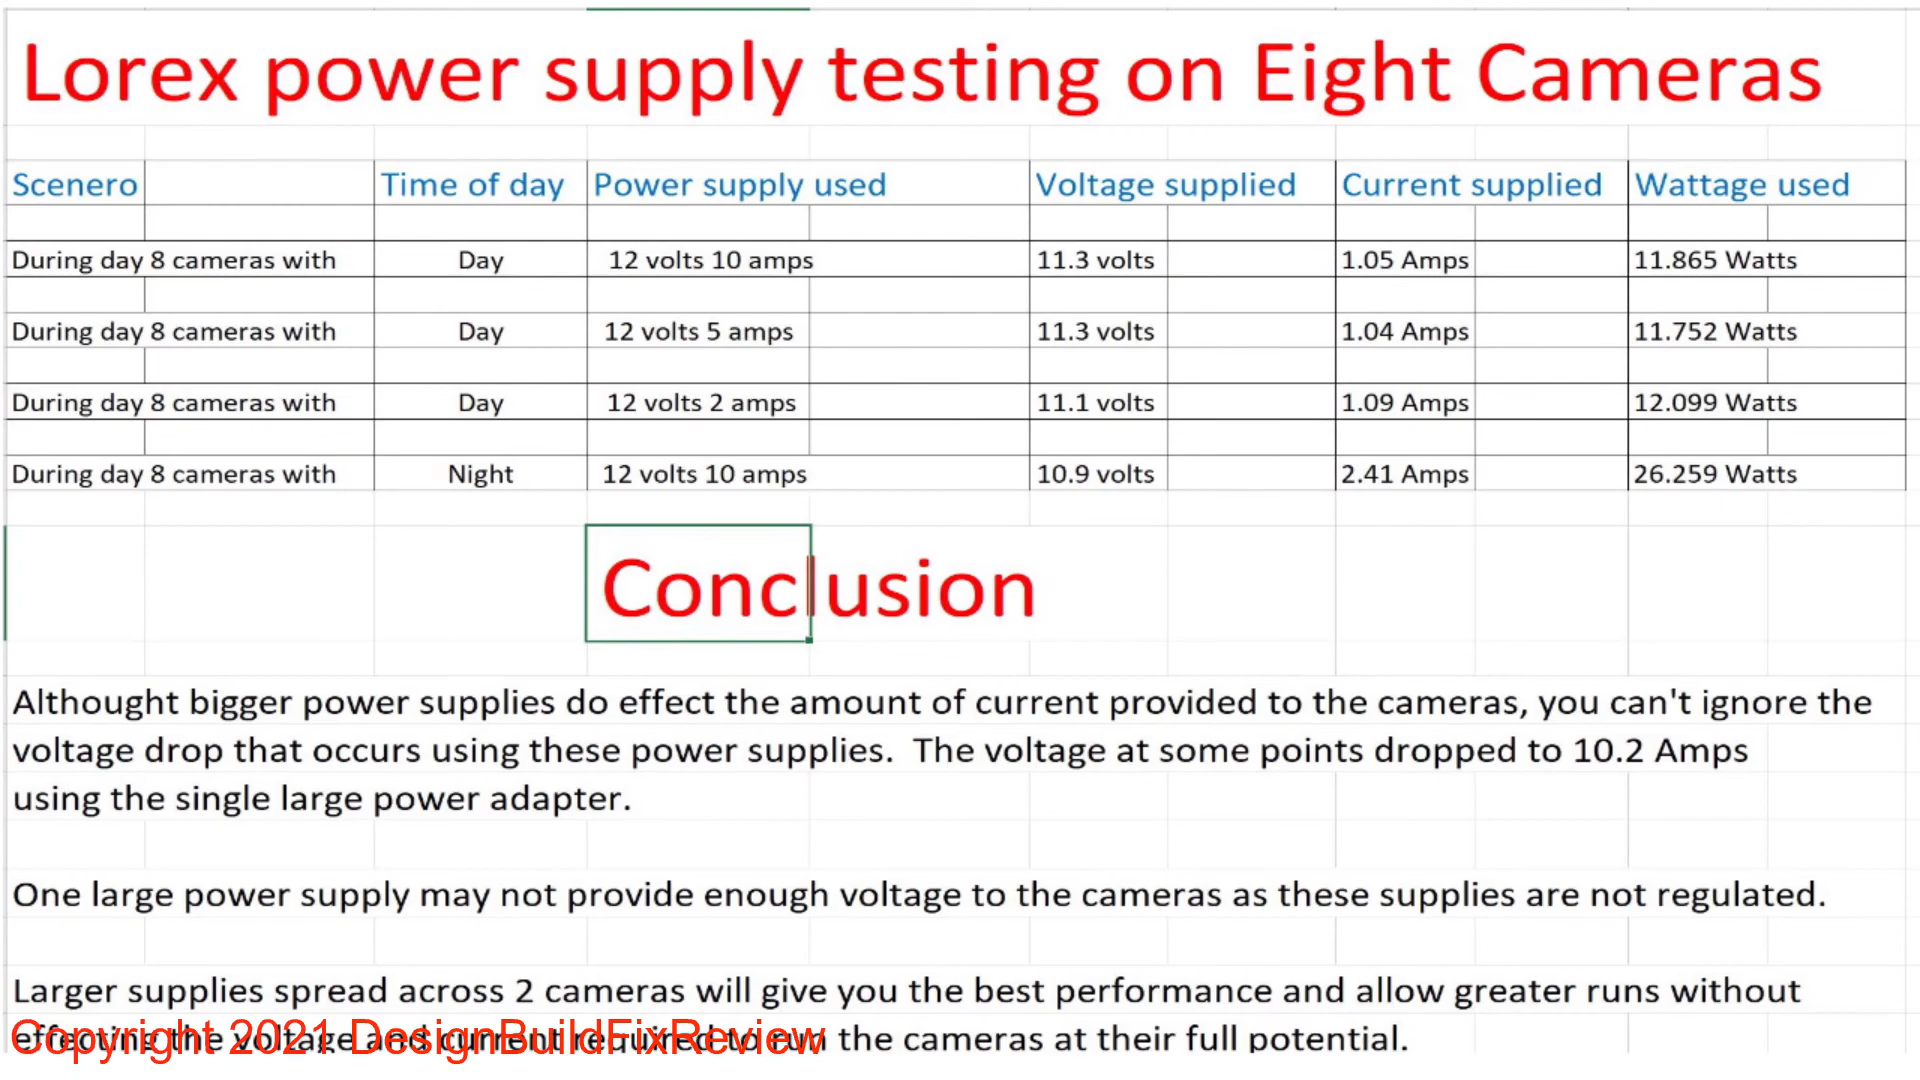 Lorex power supply testing on Eight Cameras
Scenero Time of day Power supply used Voltage supplied Current supplied Wattage used
During day 8 cameras with Day 12 volts 10 amps 11.3 volts 1.05 Amps 11.865 Watts
During day 8 cameras with Day 12 volts 5 amps 11.3 volts 1.04 Amps 11.752 Watts
During day 8 cameras with Day 12 volts 2 amps 11.1 volts 1.09 Amps 12.099 Watts
During day 8 cameras with Night 12 volts 10 amps 10.9 volts 2.41 Amps 26.259 Watts
Conclusion
Althought bigger power supplies do effect the amount of current provided to the cameras, you can't ignore the
voltage drop that occurs using these power supplies. The voltage at some points dropped to 10.2 Amps
using the single large power adapter.
One large power supply may not provide enough voltage to the cameras as these supplies are not regulated.
Larger supplies spread across 2 cameras will give you the best performance and allow greater runs without
effecting the voltage and current required to run the cameras at their full potential.
Copyright 2021 DesignBuildFixReview